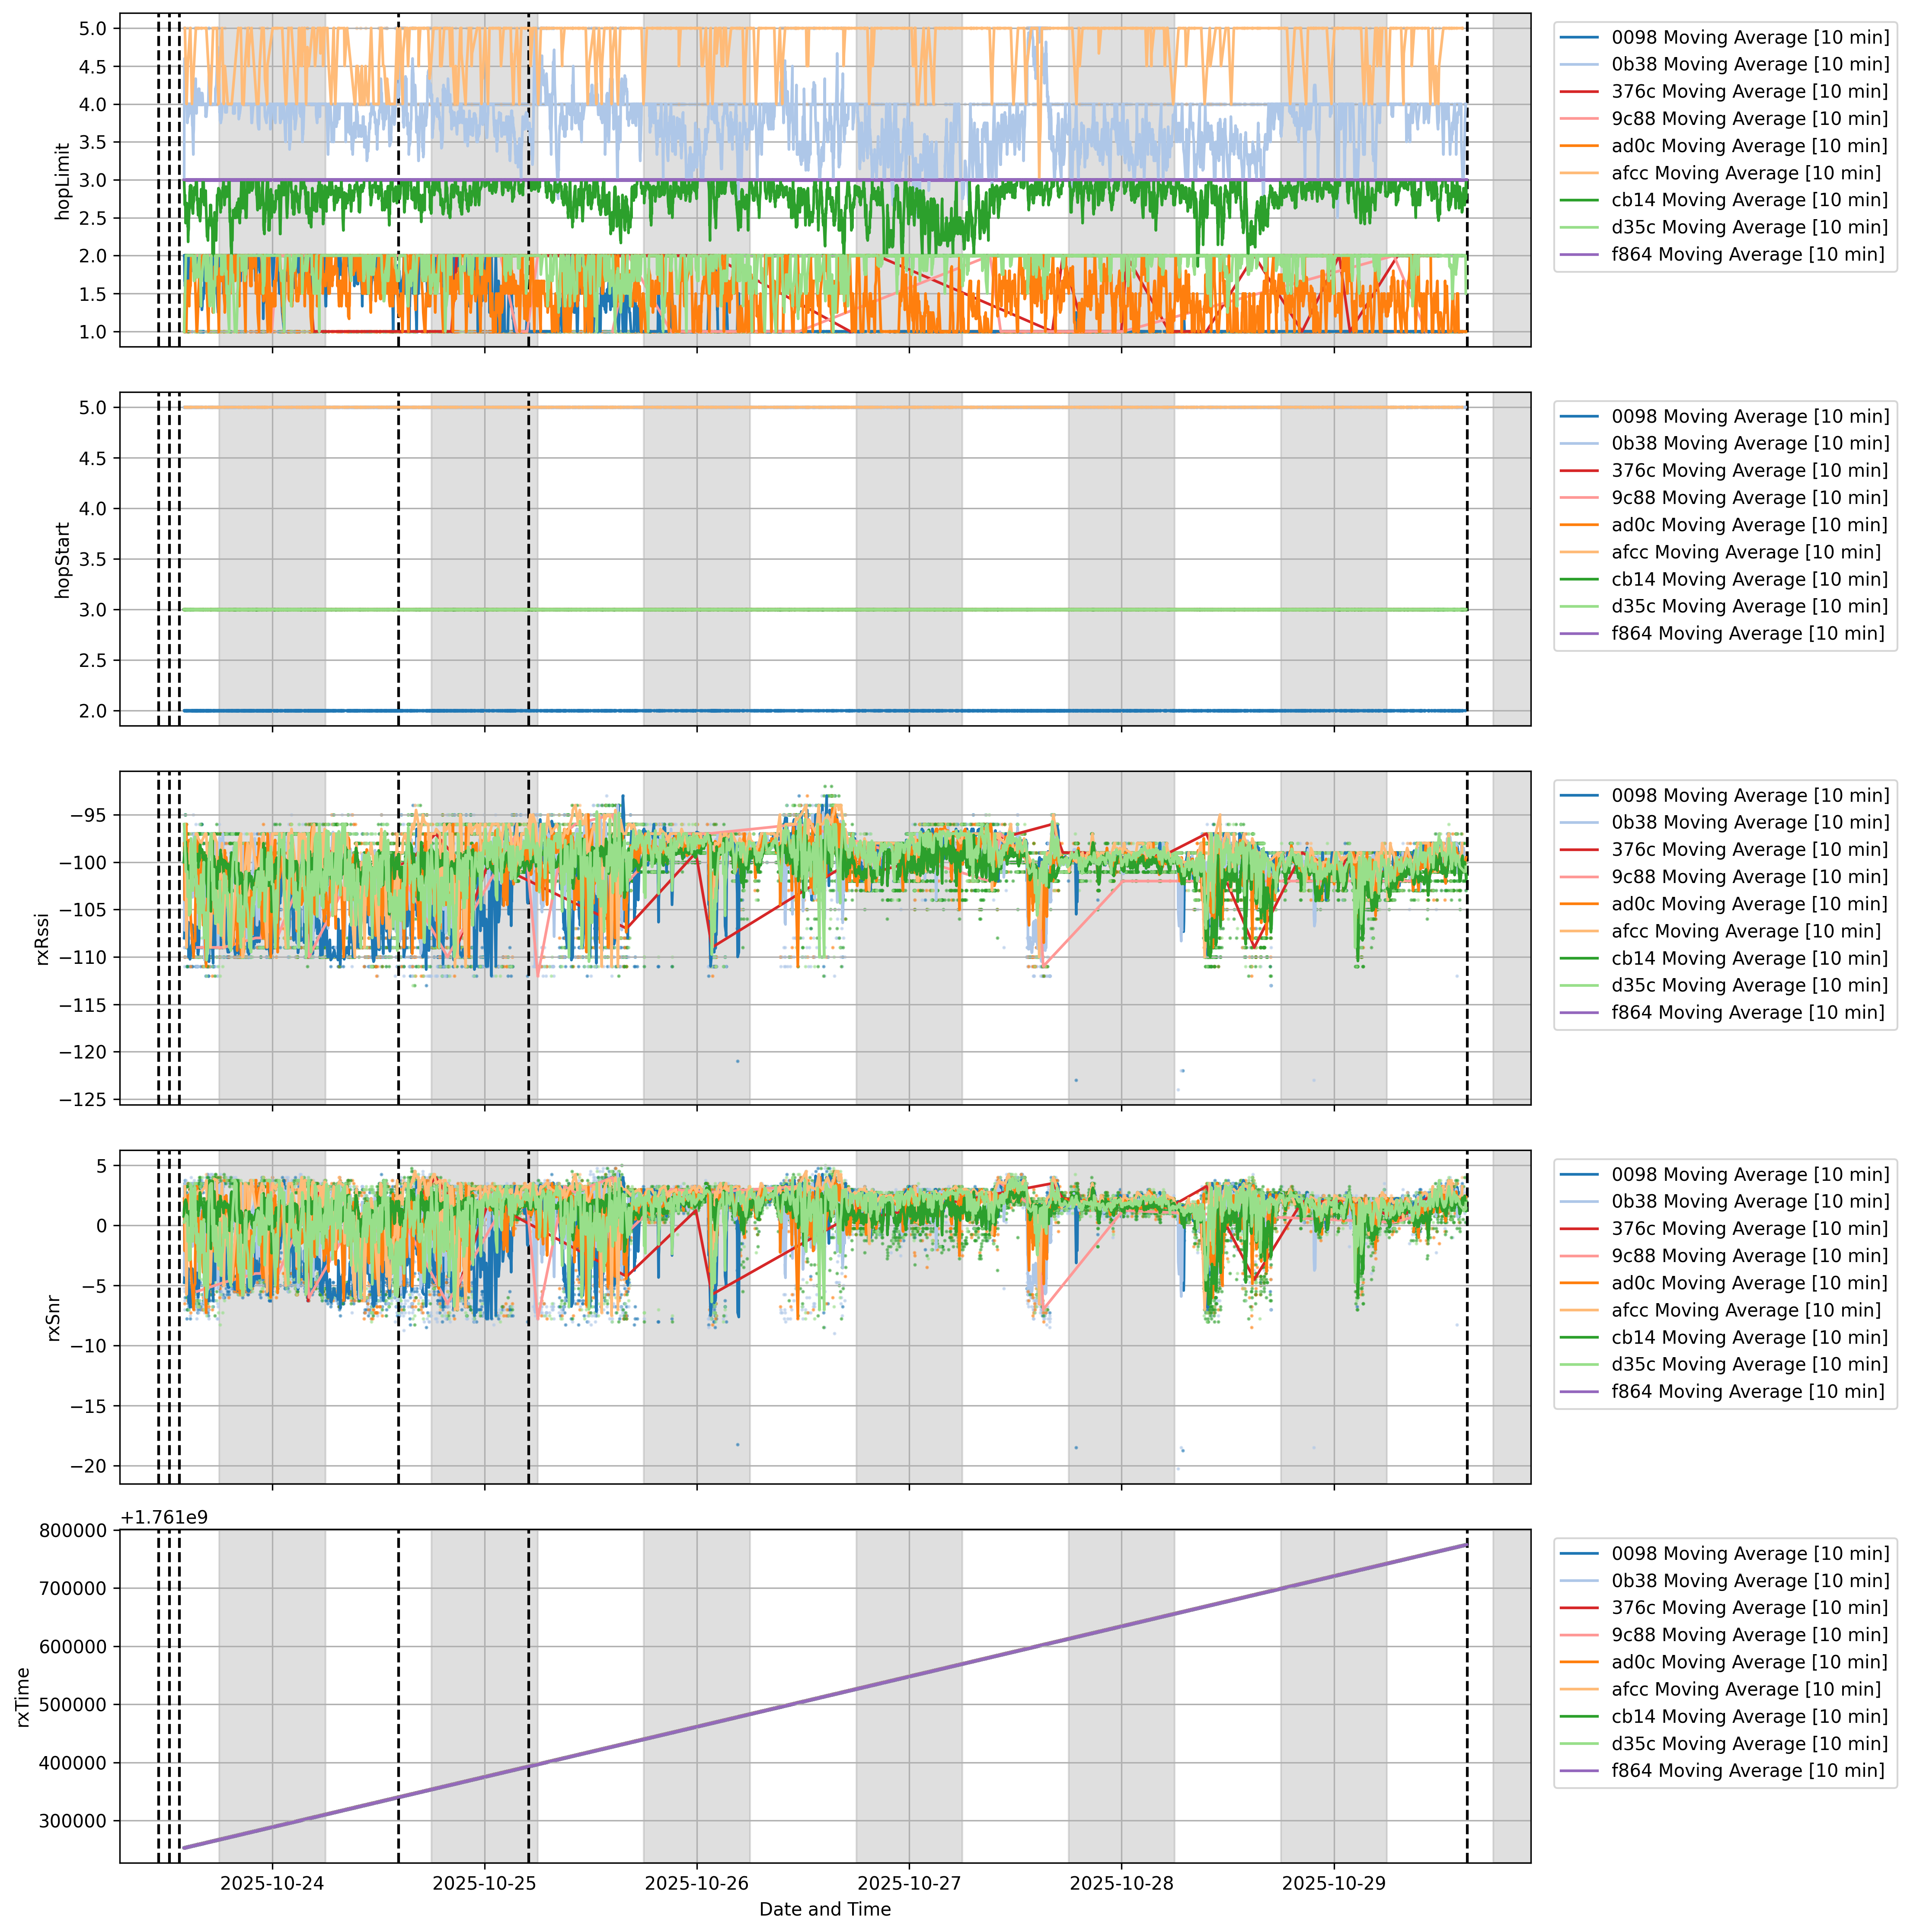 5.0
4.5
4.0
3.5
3.0
2.5
2.0
1.5
1.0
hopLimit
0098 Moving Average [10 min]
0b38 Moving Average [10 min]
376c Moving Average [10 min]
9c88 Moving Average [10 min]
ad0c Moving Average [10 min]
afcc Moving Average [10 min]
cb14 Moving Average [10 min]
d35c Moving Average [10 min]
f864 Moving Average [10 min]
5.0
4.5
4.0
3.5
3.0
2.5
2.0
hopStart
0098 Moving Average [10 min]
0b38 Moving Average [10 min]
376c Moving Average [10 min]
9c88 Moving Average [10 min]
ad0c Moving Average [10 min]
afcc Moving Average [10 min]
cb14 Moving Average [10 min]
d35c Moving Average [10 min]
f864 Moving Average [10 min]
−95
−100
−105
−110
−115
−120
−125
rxRssi
0098 Moving Average [10 min]
0b38 Moving Average [10 min]
376c Moving Average [10 min]
9c88 Moving Average [10 min]
ad0c Moving Average [10 min]
afcc Moving Average [10 min]
cb14 Moving Average [10 min]
d35c Moving Average [10 min]
f864 Moving Average [10 min]
5
0
−5
−10
−15
−20
rxSnr
0098 Moving Average [10 min]
0b38 Moving Average [10 min]
376c Moving Average [10 min]
9c88 Moving Average [10 min]
ad0c Moving Average [10 min]
afcc Moving Average [10 min]
cb14 Moving Average [10 min]
d35c Moving Average [10 min]
f864 Moving Average [10 min]
+1.761e9
800000
700000
600000
500000
400000
300000
rxTime
0098 Moving Average [10 min]
0b38 Moving Average [10 min]
376c Moving Average [10 min]
9c88 Moving Average [10 min]
ad0c Moving Average [10 min]
afcc Moving Average [10 min]
cb14 Moving Average [10 min]
d35c Moving Average [10 min]
f864 Moving Average [10 min]
2025-10-24 2025-10-25 2025-10-26 2025-10-27 2025-10-28 2025-10-29
Date and Time